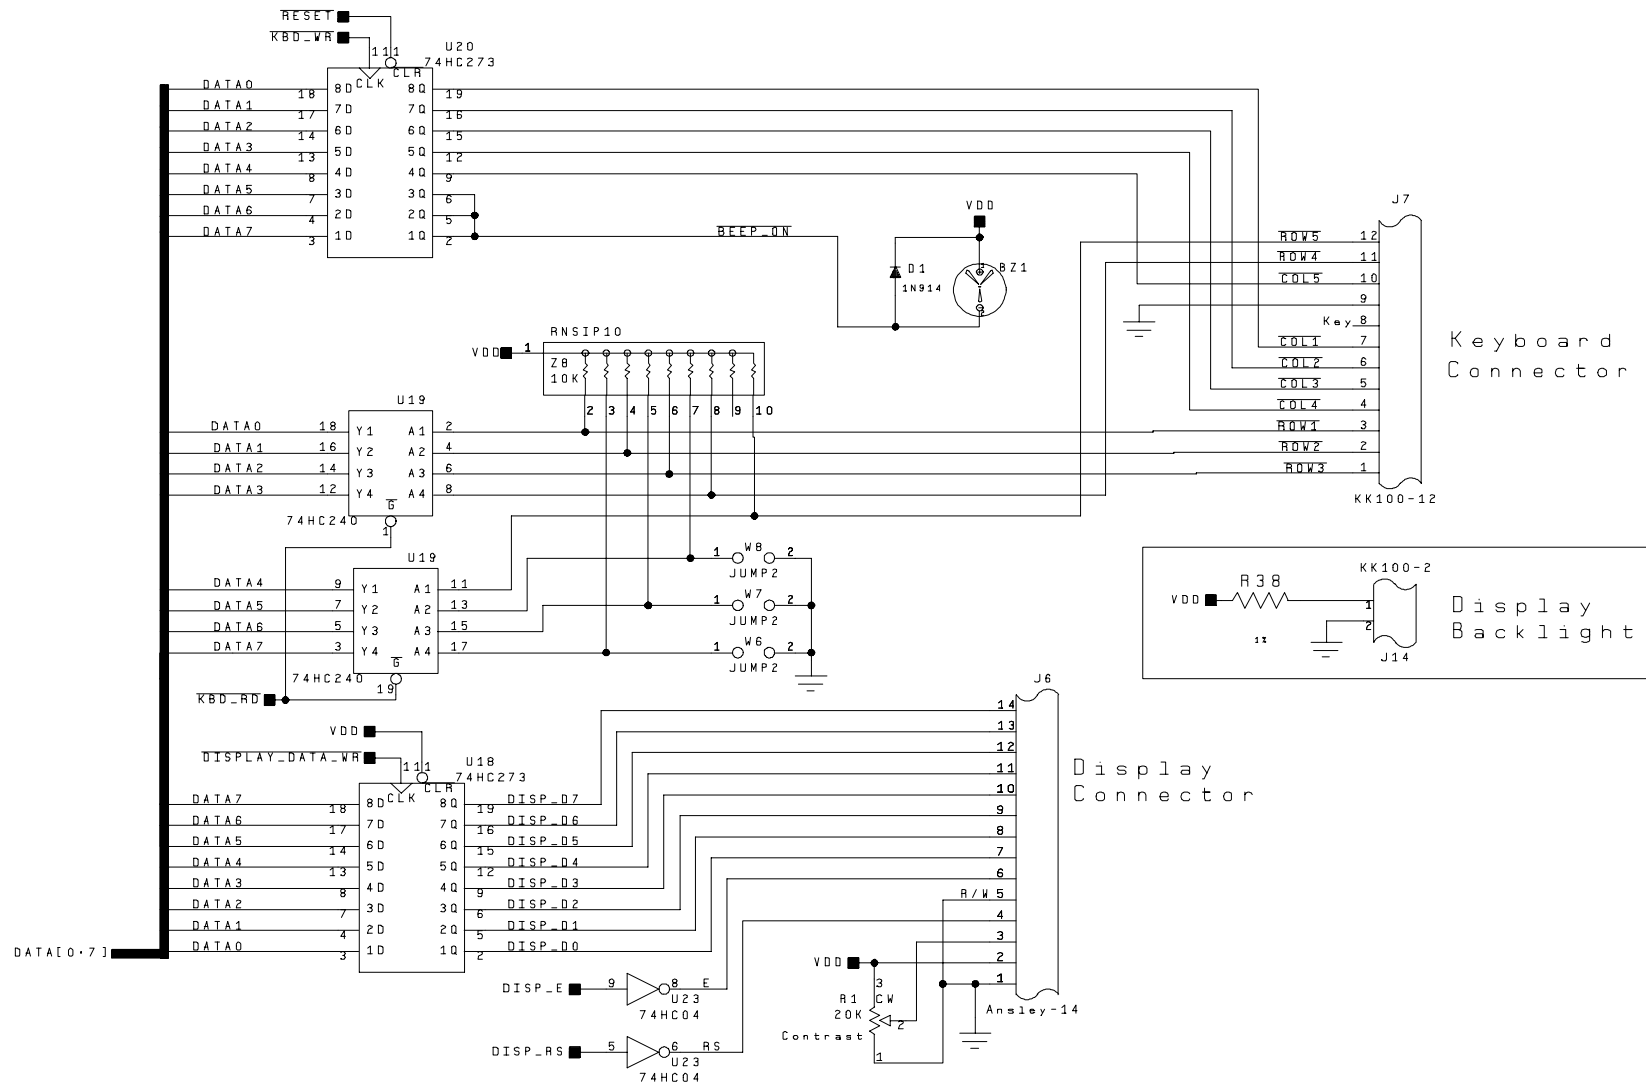 RESET
KBD_WR
111
U20
74HC273
CLR
CLK
DATA0 18 8D 8Q 19
DATA1 17 7D 7Q 16
DATA2 14 6D 6Q 15
DATA3 13 5D 5Q 12
DATA4 8 4D 4Q 9
DATA5 7 3D 3Q 6
DATA6 4 2D 2Q 5
DATA7 3 1D 1Q 2
BEEP_ON
VDD
D1
1N914
BZ1
J7
ROW5 12
ROW4 11
COL5 10
9
Key 8
COL1 7
COL2 6
COL3 5
COL4 4
ROW1 3
ROW2 2
ROW3 1
KK100-12
Keyboard
Connector
RNSIP10
VDD 1
Z8
10K
2 3 4 5 6 7 8 9 10
U19
DATA0 18 Y1 A1 2
DATA1 16 Y2 A2 4
DATA2 14 Y3 A3 6
DATA3 12 Y4 A4 8
G
74HC240
1
U19
DATA4 9 Y1 A1 11
DATA5 7 Y2 A2 13
DATA6 5 Y3 A3 15
DATA7 3 Y4 A4 17
G
74HC240
19
KBD_RD
1 W8 2
JUMP2
1 W7 2
JUMP2
1 W6 2
JUMP2
KK100-2
R38
VDD
1%
1
2
J14
Display
Backlight
VDD
DISPLAY_DATA_WR
111
U18
74HC273
CLR
CLK
DATA7 18 8D 8Q 19 DISP_D7
DATA6 17 7D 7Q 16 DISP_D6
DATA5 14 6D 6Q 15 DISP_D5
DATA4 13 5D 5Q 12 DISP_D4
DATA3 8 4D 4Q 9 DISP_D3
DATA2 7 3D 3Q 6 DISP_D2
DATA1 4 2D 2Q 5 DISP_D1
DATA0 3 1D 1Q 2 DISP_D0
DATA[0·7]
J6
14
13
12
11
10
9
8
7
6
R/W 5
4
3
2
1
Ansley-14
Display
Connector
VDD
3
R1 CW
20K
2
Contrast
1
DISP_E 9 8 E
U23
74HC04
DISP_RS 5 6 RS
U23
74HC04